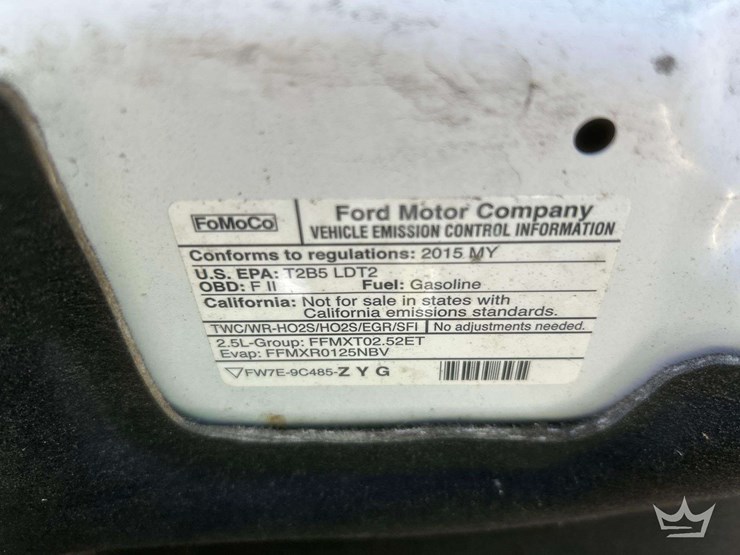 FoMoCo
Ford Motor Company
VEHICLE EMISSION CONTROL INFORMATION
Conforms to regulations: 2015 MY
U.S. EPA: T2B5 LDT2
OBD: F II Fuel: Gasoline
California: Not for sale in states with
California emissions standards.
TWC/WR-HO2S/HO2S/EGR/SFI No adjustments needed.
2.5L-Group: FFMXT02.52ET
Evap: FFMXR0125NBV
▽FW7E-9C485-Z Y G